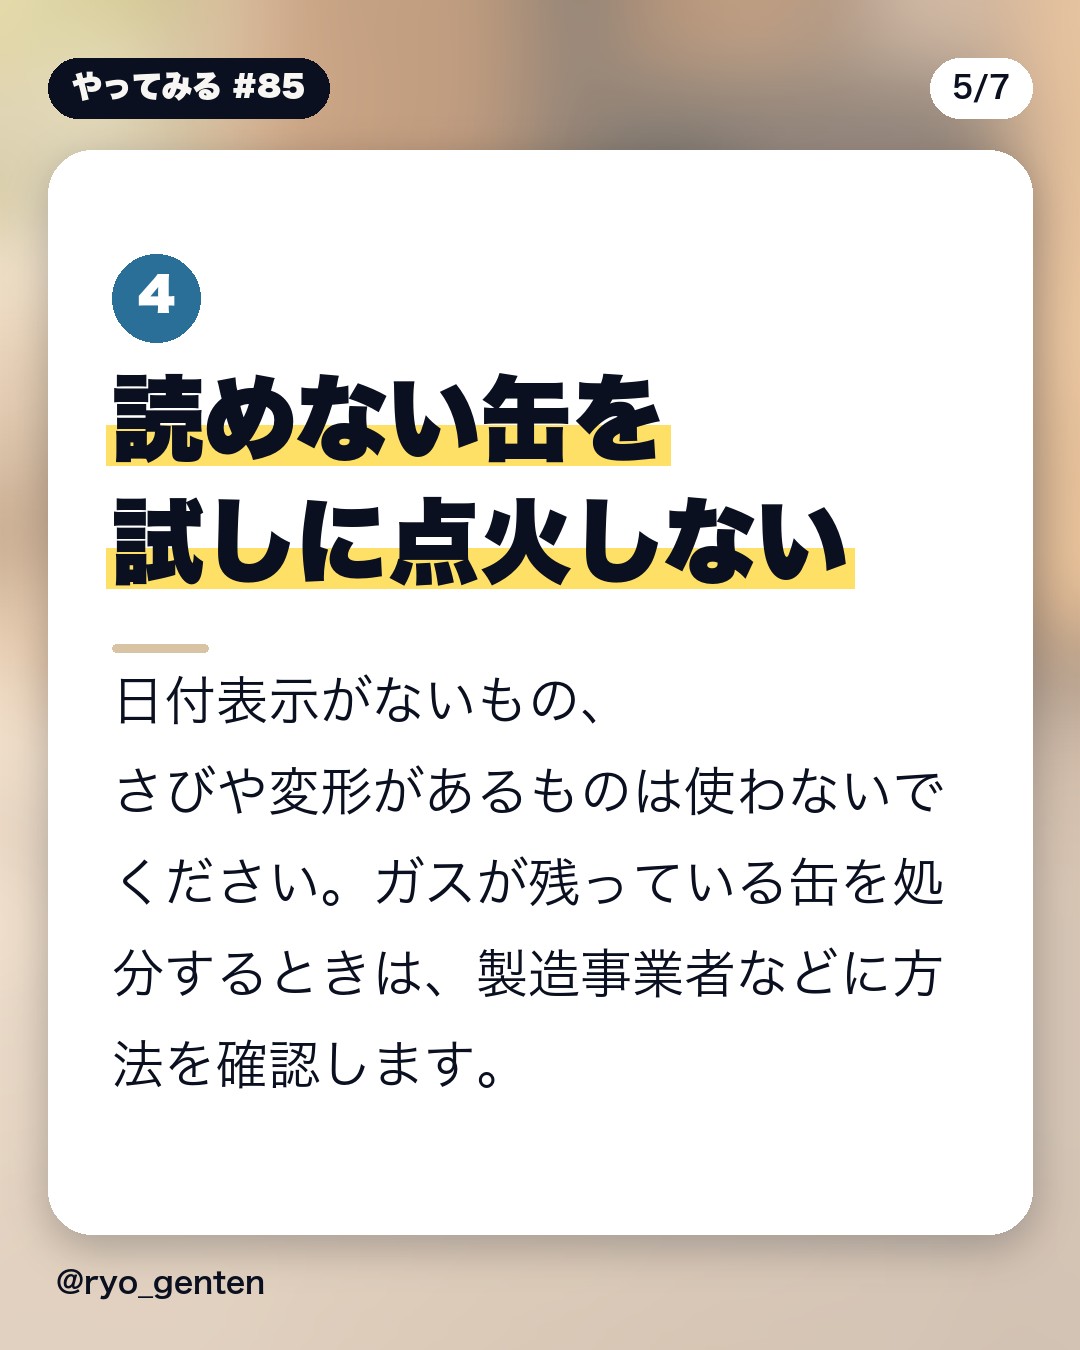 やってみる #85
5/7
4
読めない缶を
試しに点火しない
日付表示がないもの、
さびや変形があるものは使わないで
ください。ガスが残っている缶を処
分するときは、製造事業者などに方
法を確認します。
@ryo_genten